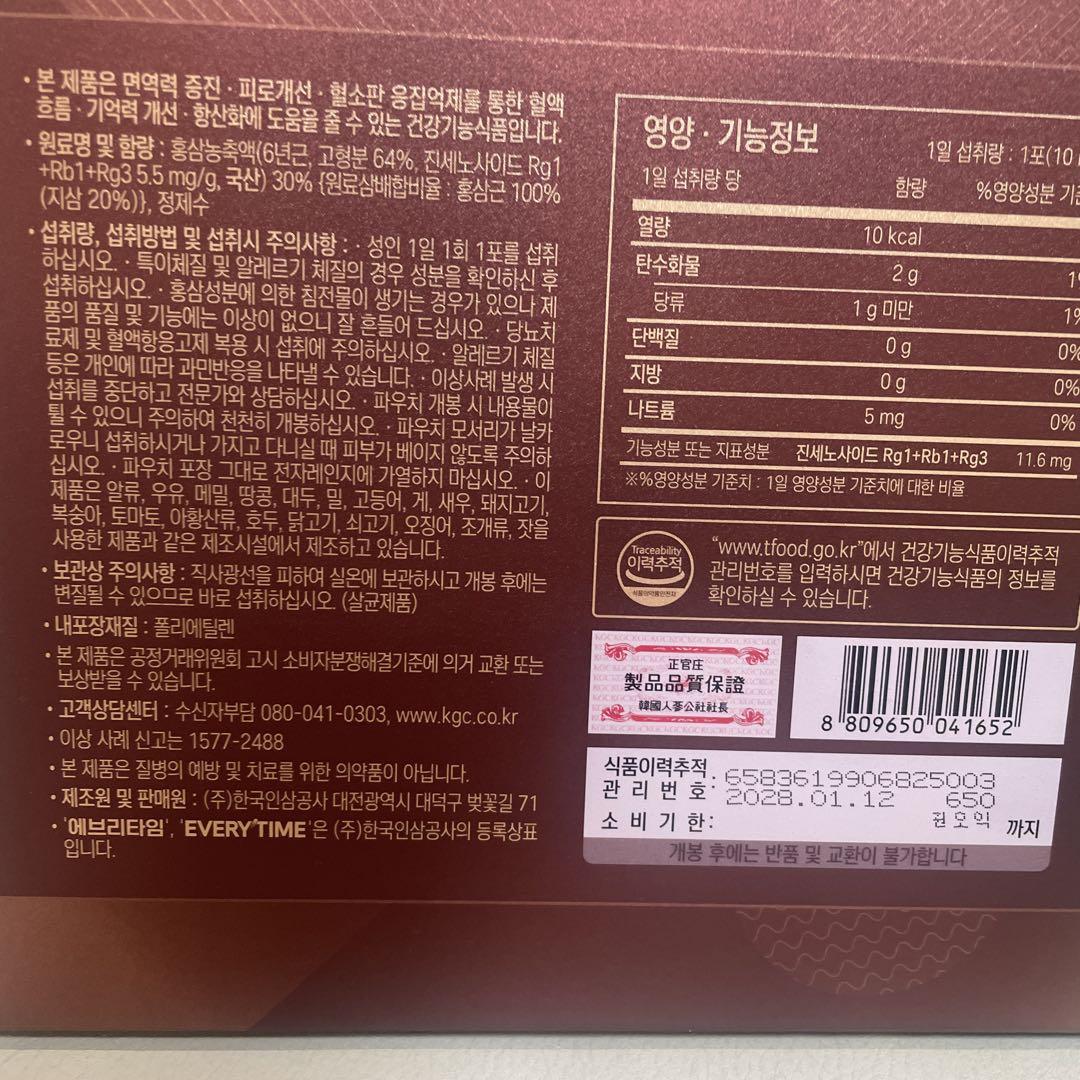 • 본 제품은 면역력 증진 · 피로개선 · 혈소판 응집억제를 통한 혈액
흐름 · 기억력 개선 · 항산화에 도움을 줄 수 있는 건강기능식품입니다.
• 원료명 및 함량 : 홍삼농축액(6년근, 고형분 64%, 진세노사이드 Rg1
+Rb1+Rg3 5.5 mg/g, 국산) 30% {원료삼배합비율 : 홍삼근 100%
(지삼 20%)}, 정제수
• 섭취량, 섭취방법 및 섭취시 주의사항 : · 성인 1일 1회 1포를 섭취
하십시오. · 특이체질 및 알레르기 체질의 경우 성분을 확인하신 후
섭취하십시오. · 홍삼성분에 의한 침전물이 생기는 경우가 있으나 제
품의 품질 및 기능에는 이상이 없으니 잘 흔들어 드십시오. · 당뇨치
료제 및 혈액항응고제 복용 시 섭취에 주의하십시오. · 알레르기 체질
등은 개인에 따라 과민반응을 나타낼 수 있습니다. · 이상사례 발생 시
섭취를 중단하고 전문가와 상담하십시오. · 파우치 개봉 시 내용물이
튈 수 있으니 주의하여 천천히 개봉하십시오. · 파우치 모서리가 날카
로우니 섭취하시거나 가지고 다니실 때 피부가 베이지 않도록 주의하
십시오. · 파우치 포장 그대로 전자레인지에 가열하지 마십시오. · 이
제품은 알류, 우유, 메밀, 땅콩, 대두, 밀, 고등어, 게, 새우, 돼지고기,
복숭아, 토마토, 아황산류, 호두, 닭고기, 쇠고기, 오징어, 조개류, 잣을
사용한 제품과 같은 제조시설에서 제조하고 있습니다.
• 보관상 주의사항 : 직사광선을 피하여 실온에 보관하시고 개봉 후에는
변질될 수 있으므로 바로 섭취하십시오. (살균제품)
• 내포장재질 : 폴리에틸렌
• 본 제품은 공정거래위원회 고시 소비자분쟁해결기준에 의거 교환 또는
보상받을 수 있습니다.
• 고객상담센터 : 수신자부담 080-041-0303, www.kgc.co.kr
• 이상 사례 신고는 1577-2488
• 본 제품은 질병의 예방 및 치료를 위한 의약품이 아닙니다.
• 제조원 및 판매원 : (주)한국인삼공사 대전광역시 대덕구 벚꽃길 71
• '에브리타임', 'EVERYTIME'은 (주)한국인삼공사의 등록상표
입니다.
영양 · 기능정보
1일 섭취량 : 1포(10
1일 섭취량 당 함량 %영양성분
열량 10 kcal
탄수화물 2 g
당류 1 g 미만 1%
단백질 0 g 0%
지방 0 g 0%
나트륨 5 mg 0%
기능성분 또는 지표성분 진세노사이드 Rg1+Rb1+Rg3 11.6 mg
※%영양성분 기준치 : 1일 영양성분 기준치에 대한 비율
Traceability
이력추적
식품의약품안전처
“www.tfood.go.kr”에서 건강기능식품이력추적
관리번호를 입력하시면 건강기능식품의 정보를
확인하실 수 있습니다.
正官庄
製品品質保證
韓國人蔘公社社長
8 809650 041652
식품이력추적
관리번호 : 6583619906825003
2028.01.12 650
소비기한: 권오익 까지
개봉 후에는 반품 및 교환이 불가합니다